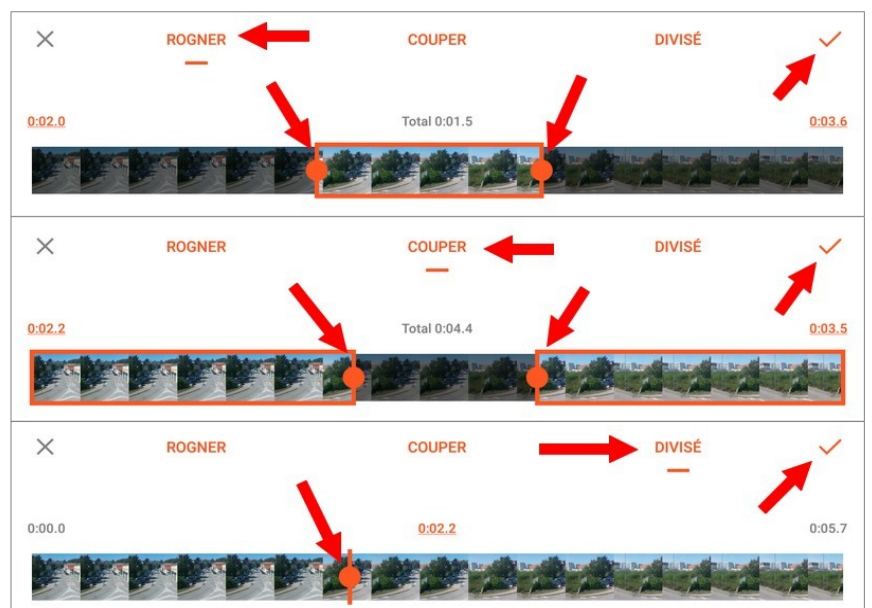 ROGNER COUPER DIVISÉ
0:02.0 Total 0:01.5 0:03.6
ROGNER COUPER DIVISÉ
0:02.2 Total 0:04.4 0:03.5
ROGNER COUPER DIVISÉ
0:00.0 0:02.2 0:05.7